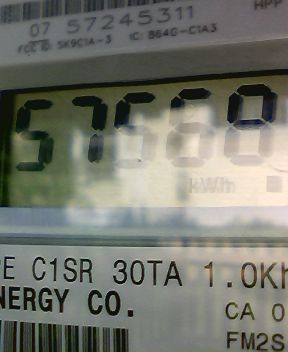 HPP
07 57245311
FCC ID: SK9C1A-3 IC: 864G-C1A3
kWh
C1SR 30TA 1.0Kh
NERGY CO.
CA 0
FM2S